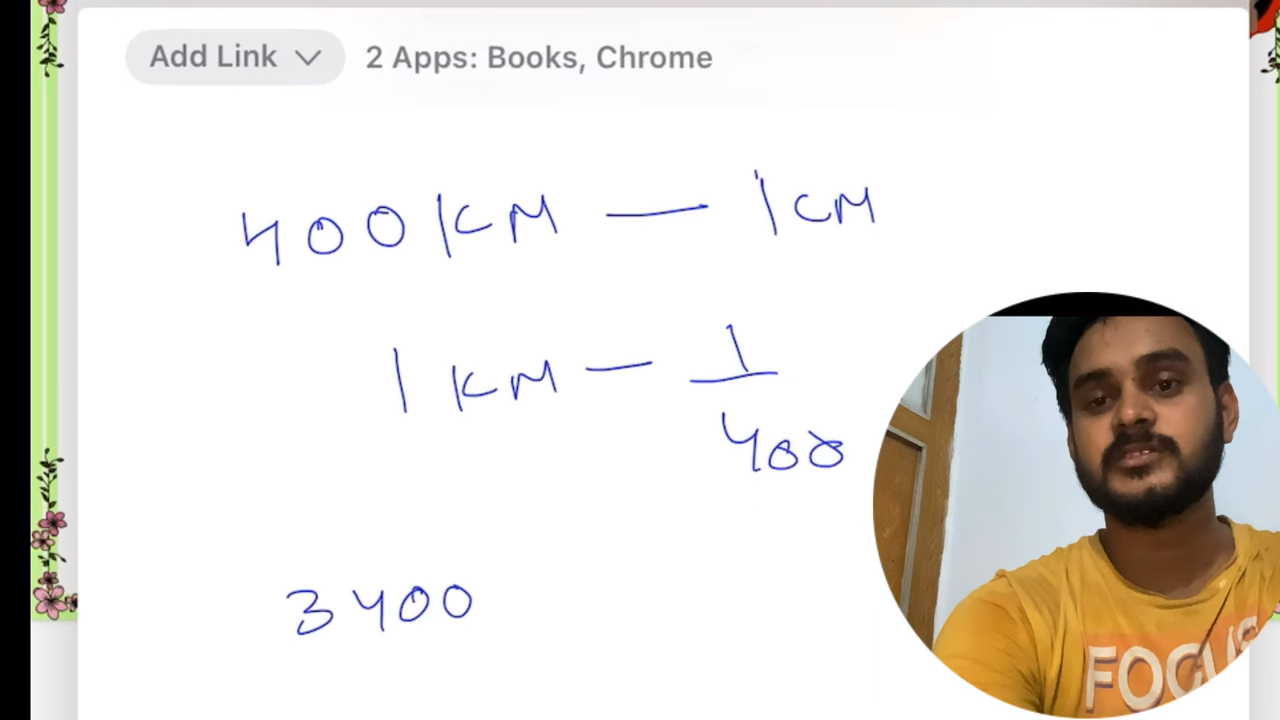 Add Link 2 Apps: Books, Chrome
400 KM — 1 CM
1 KM — 1/400
3400
FOCUS